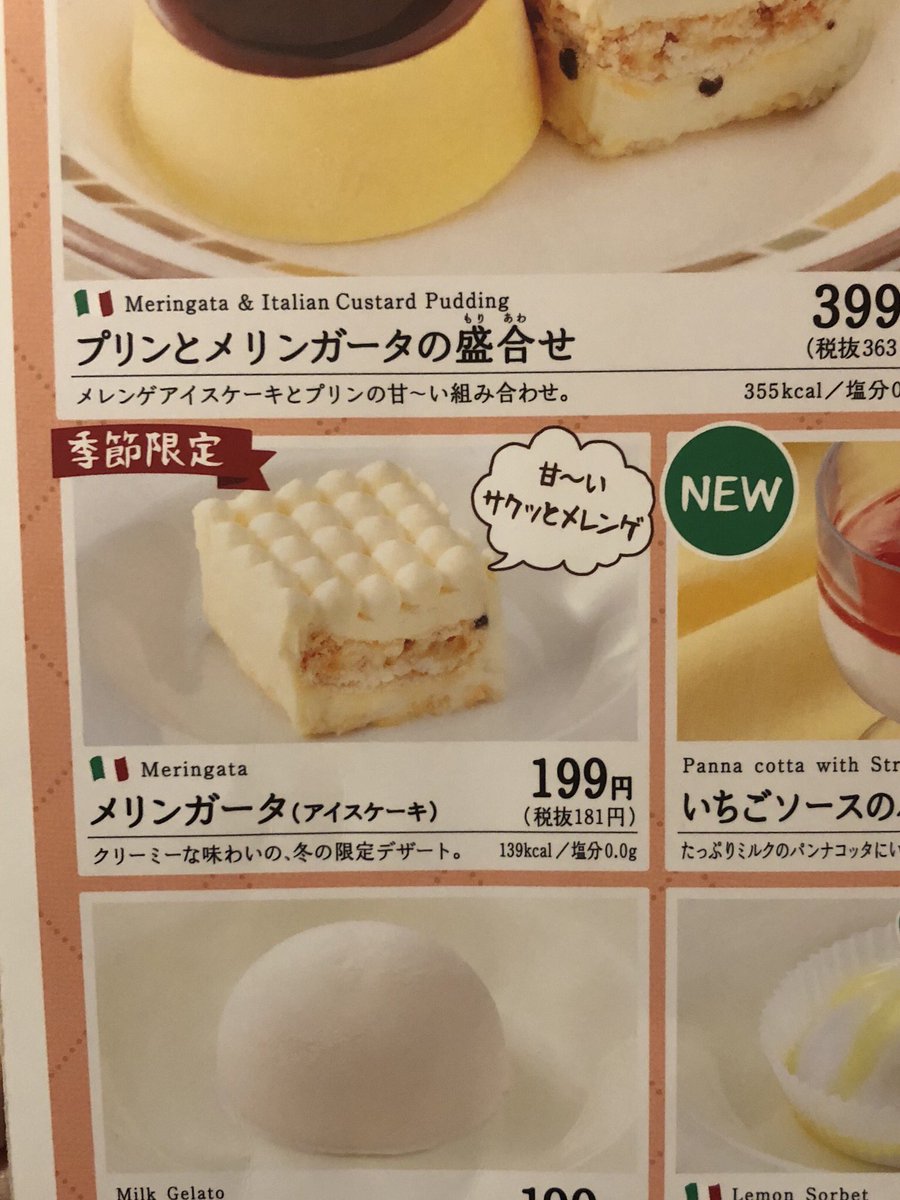 Meringata & Italian Custard Pudding
399
もり あわ
プリンとメリンガータの盛合せ
(税抜363
メレンゲアイスケーキとプリンの甘～い組み合わせ。
355kcal／塩分0
季節限定
甘～い
サクッとメレンゲ
NEW
Meringata
199円
メリンガータ(アイスケーキ)
(税抜181円)
クリーミーな味わいの、冬の限定デザート。
139kcal／塩分0.0g
Panna cotta with Str
いちごソースの
たっぷりミルクのパンナコッタにい
Milk Gelato
199
Lemon Sorbet